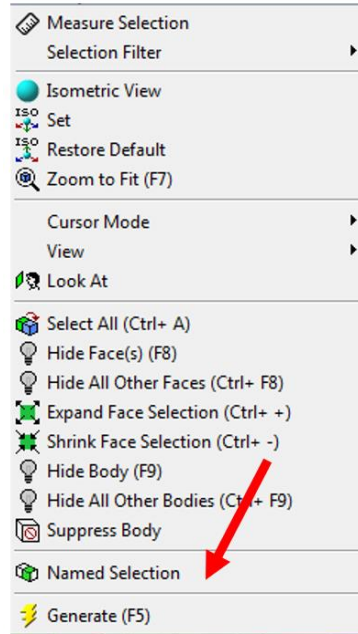 Measure Selection
Selection Filter
Isometric View
ISO Set
ISO Restore Default
Zoom to Fit (F7)
Cursor Mode
View
Look At
Select All (Ctrl+ A)
Hide Face(s) (F8)
Hide All Other Faces (Ctrl+ F8)
Expand Face Selection (Ctrl+ +)
Shrink Face Selection (Ctrl+ -)
Hide Body (F9)
Hide All Other Bodies (Ctrl+ F9)
Suppress Body
Named Selection
Generate (F5)